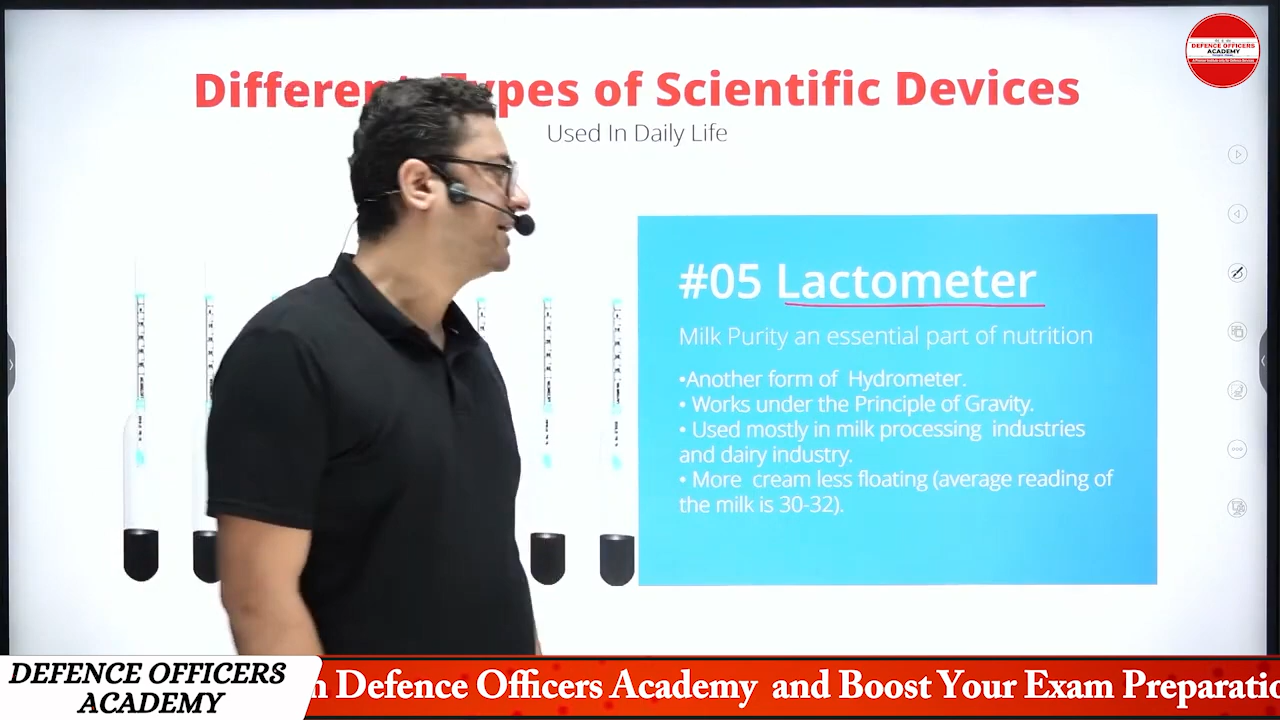 DEFENCE OFFICERS
ACADEMY
Different Types of Scientific Devices
Used In Daily Life
#05 Lactometer
Milk Purity an essential part of nutrition
•Another form of Hydrometer.
• Works under the Principle of Gravity.
• Used mostly in milk processing industries
and dairy industry.
• More cream less floating (average reading of
the milk is 30-32).
DEFENCE OFFICERS
ACADEMY
Defence Officers Academy and Boost Your Exam